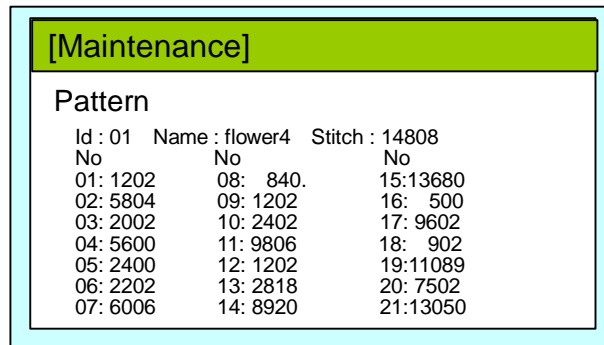 [Maintenance]
Pattern
Id : 01 Name : flower4 Stitch : 14808
No No No
01: 1202 08: 840. 15:13680
02: 5804 09: 1202 16: 500
03: 2002 10: 2402 17: 9602
04: 5600 11: 9806 18: 902
05: 2400 12: 1202 19:11089
06: 2202 13: 2818 20: 7502
07: 6006 14: 8920 21:13050